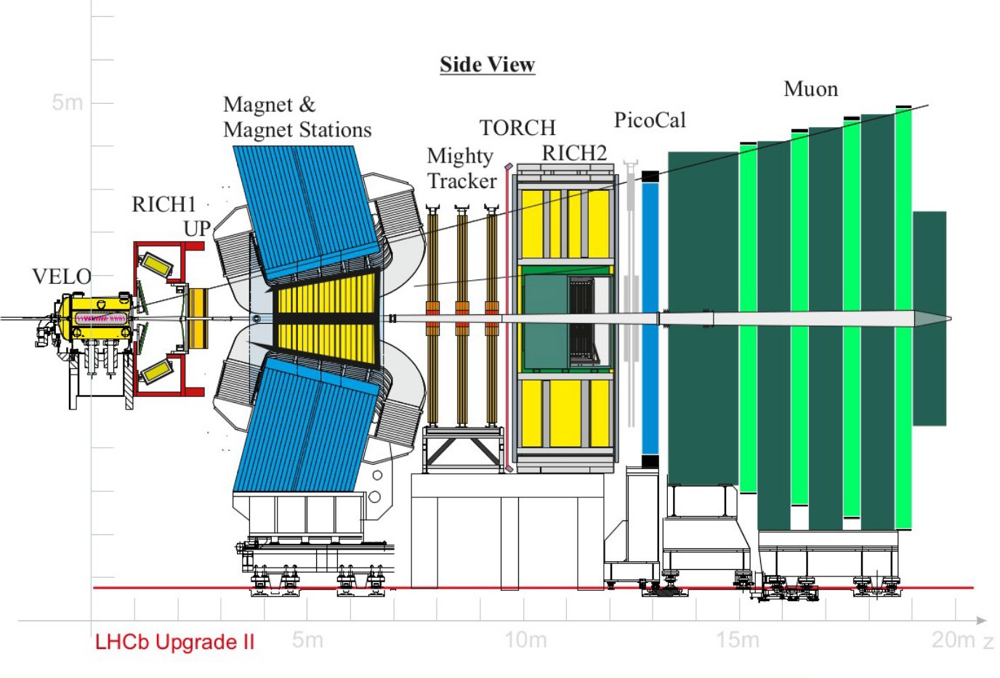 Side View
5m
Magnet &
Magnet Stations
Muon
TORCH
PicoCal
RICH2
Mighty
Tracker
RICH1
UP
VELO
LHCb Upgrade II
5m
10m
15m
20m z